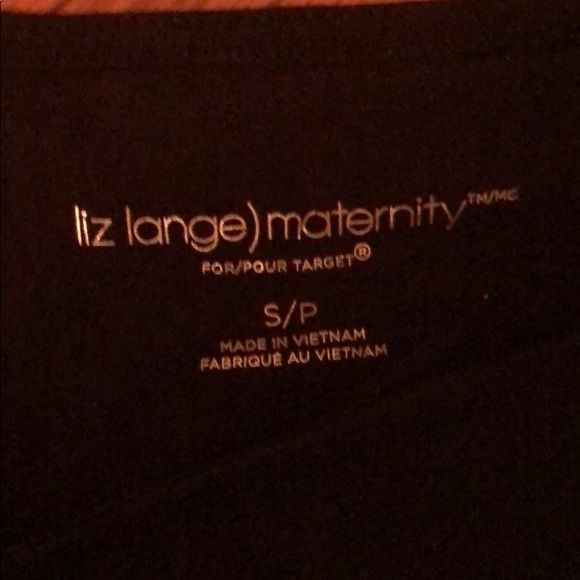 liz lange)maternity™/MC
FOR/POUR TARGET®
S/P
MADE IN VIETNAM
FABRIQUÉ AU VIETNAM